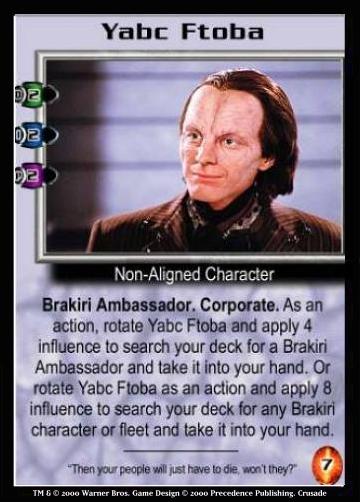 Yabc Ftoba
2
2
2
Non-Aligned Character
Brakiri Ambassador. Corporate. As an
action, rotate Yabc Ftoba and apply 4
influence to search your deck for a Brakiri
Ambassador and take it into your hand. Or
rotate Yabc Ftoba as an action and apply 8
influence to search your deck for any Brakiri
character or fleet and take it into your hand.
7
"Then your people will just have to die, won't they?"
TM & © 2000 Warner Bros. Game Design © 2000 Precedence Publishing. Crusade